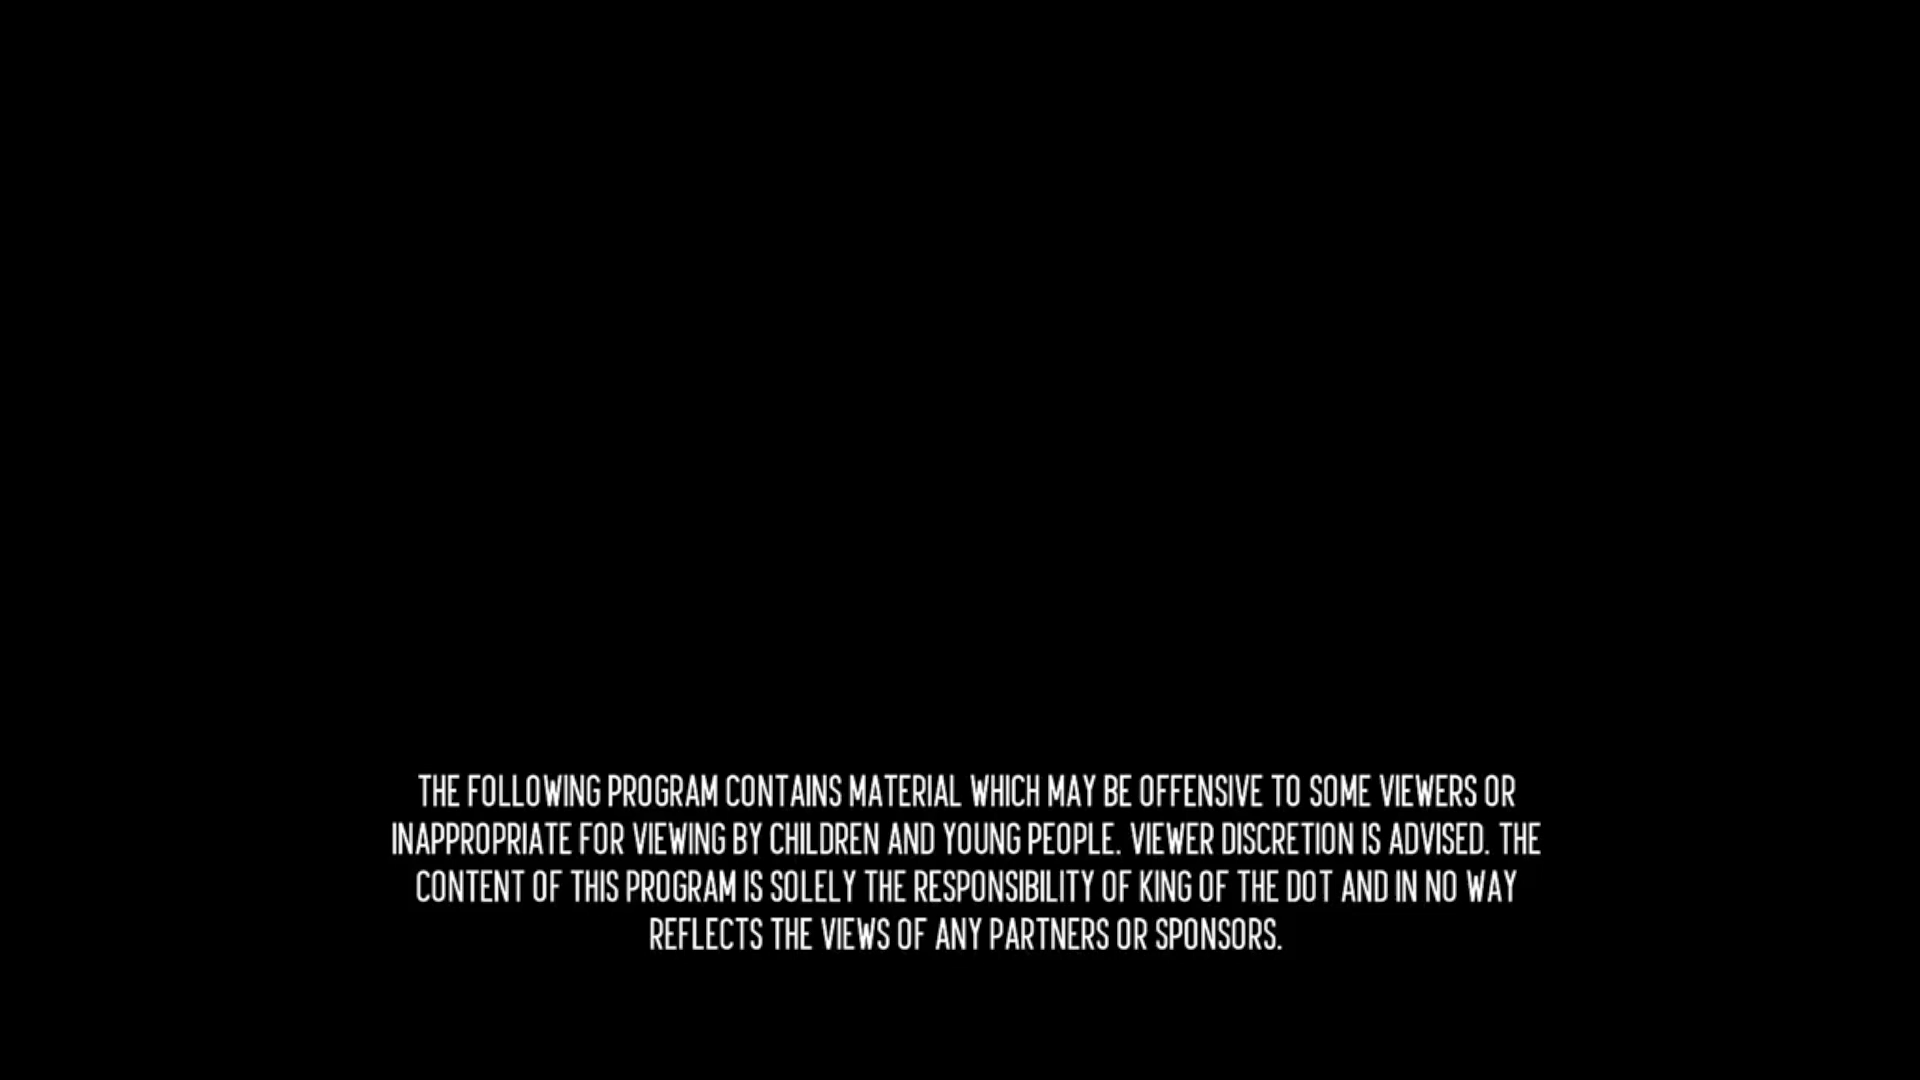 THE FOLLOWING PROGRAM CONTAINS MATERIAL WHICH MAY BE OFFENSIVE TO SOME VIEWERS OR
INAPPROPRIATE FOR VIEWING BY CHILDREN AND YOUNG PEOPLE. VIEWER DISCRETION IS ADVISED. THE
CONTENT OF THIS PROGRAM IS SOLELY THE RESPONSIBILITY OF KING OF THE DOT AND IN NO WAY
REFLECTS THE VIEWS OF ANY PARTNERS OR SPONSORS.